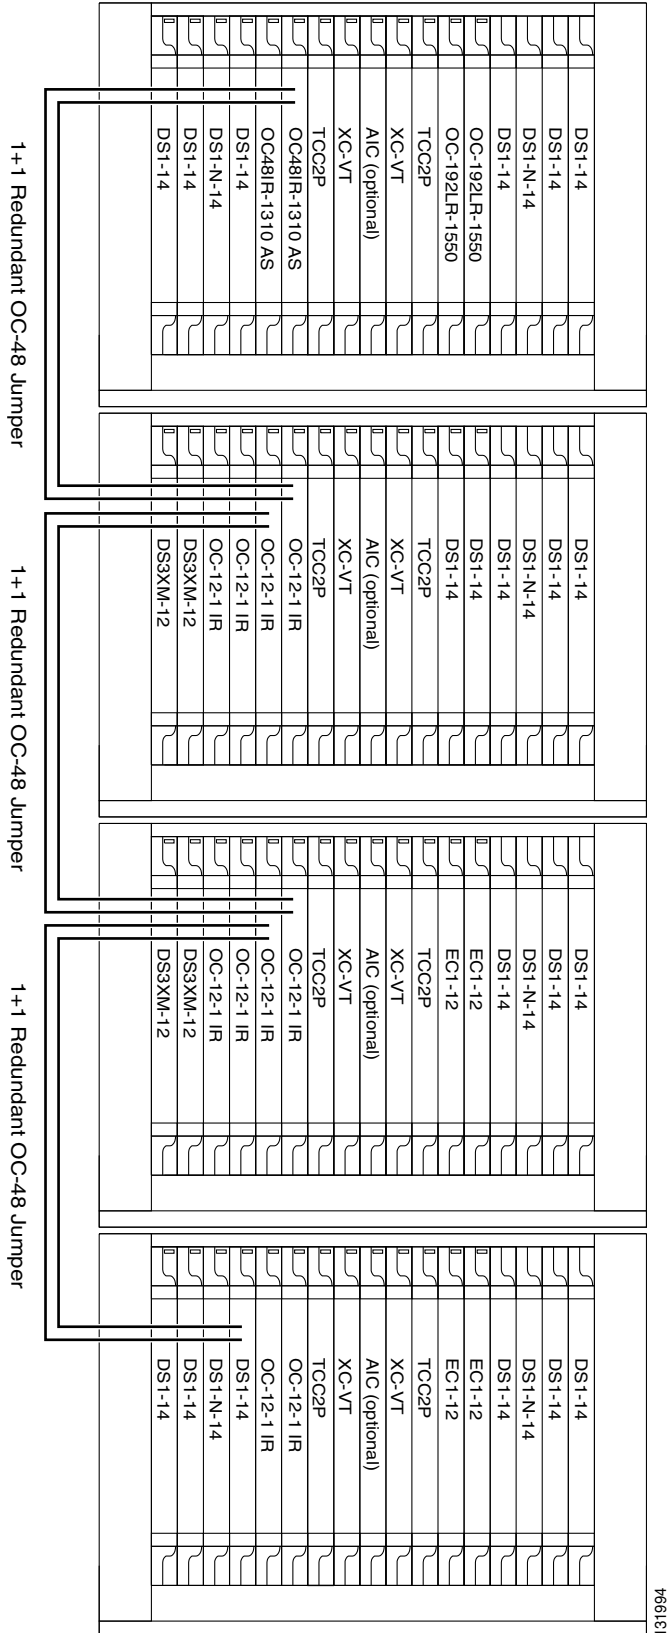 DS1-14
DS1-14
DS1-N-14
DS1-14
OC-192LR-1550
OC-192LR-1550
TCC2P
XC-VT
AIC (optional)
XC-VT
TCC2P
OC48IR-1310 AS
OC48IR-1310 AS
DS1-14
DS1-N-14
DS1-14
DS1-14
DS1-14
DS1-14
DS1-N-14
DS1-14
DS1-14
DS1-14
TCC2P
XC-VT
AIC (optional)
XC-VT
TCC2P
OC-12-1 IR
OC-12-1 IR
OC-12-1 IR
OC-12-1 IR
DS3XM-12
DS3XM-12
DS1-14
DS1-14
DS1-N-14
DS1-14
EC1-12
EC1-12
TCC2P
XC-VT
AIC (optional)
XC-VT
TCC2P
OC-12-1 IR
OC-12-1 IR
OC-12-1 IR
OC-12-1 IR
DS3XM-12
DS3XM-12
DS1-14
DS1-14
DS1-N-14
DS1-14
EC1-12
EC1-12
TCC2P
XC-VT
AIC (optional)
XC-VT
TCC2P
OC-12-1 IR
OC-12-1 IR
DS1-14
DS1-N-14
DS1-14
DS1-14
1+1 Redundant OC-48 Jumper
1+1 Redundant OC-48 Jumper
1+1 Redundant OC-48 Jumper
131994